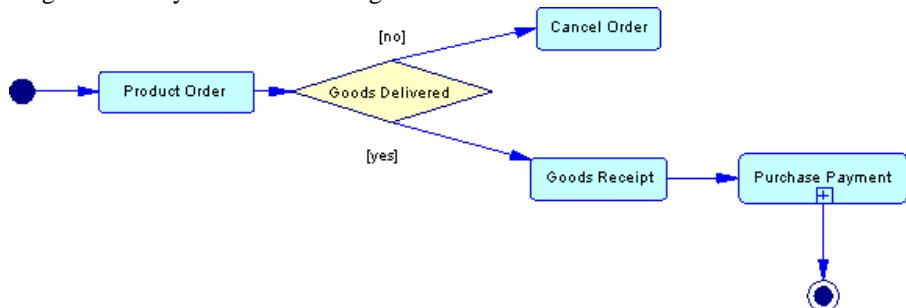 [no]
Cancel Order
Product Order
Goods Delivered
[yes]
Goods Receipt
Purchase Payment